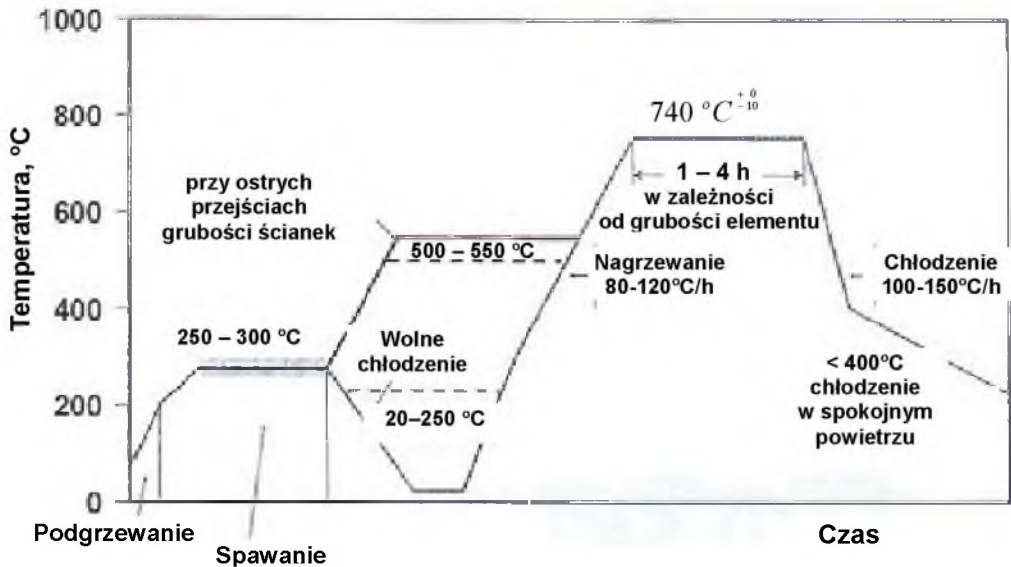 1000
800
600
400
200
0
Temperatura, °C
740 °C +0 -10
przy ostrych
przejściach
grubości ścianek
1 – 4 h
w zależności
od grubości elementu
500 – 550 °C
Nagrzewanie
80-120°C/h
Chłodzenie
100-150°C/h
250 – 300 °C
Wolne
chłodzenie
20–250 °C
< 400°C
chłodzenie
w spokojnym
powietrzu
Podgrzewanie
Spawanie
Czas